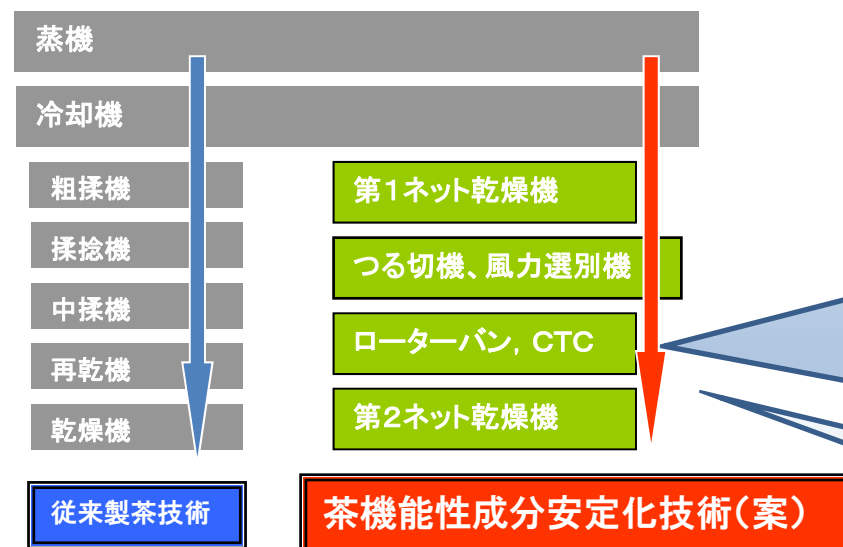 蒸機
冷却機
粗揉機
揉捻機
中揉機
再乾機
乾燥機
従来製茶技術
第1ネット乾燥機
つる切機、風力選別機
ローターバン，CTC
第2ネット乾燥機
茶機能性成分安定化技術(案)